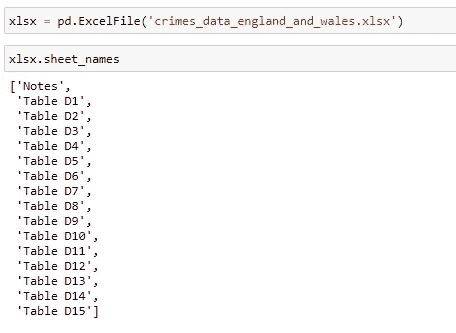 xlsx = pd.ExcelFile('crimes_data_england_and_wales.xlsx')
xlsx.sheet_names
['Notes',
 'Table D1',
 'Table D2',
 'Table D3',
 'Table D4',
 'Table D5',
 'Table D6',
 'Table D7',
 'Table D8',
 'Table D9',
 'Table D10',
 'Table D11',
 'Table D12',
 'Table D13',
 'Table D14',
 'Table D15']